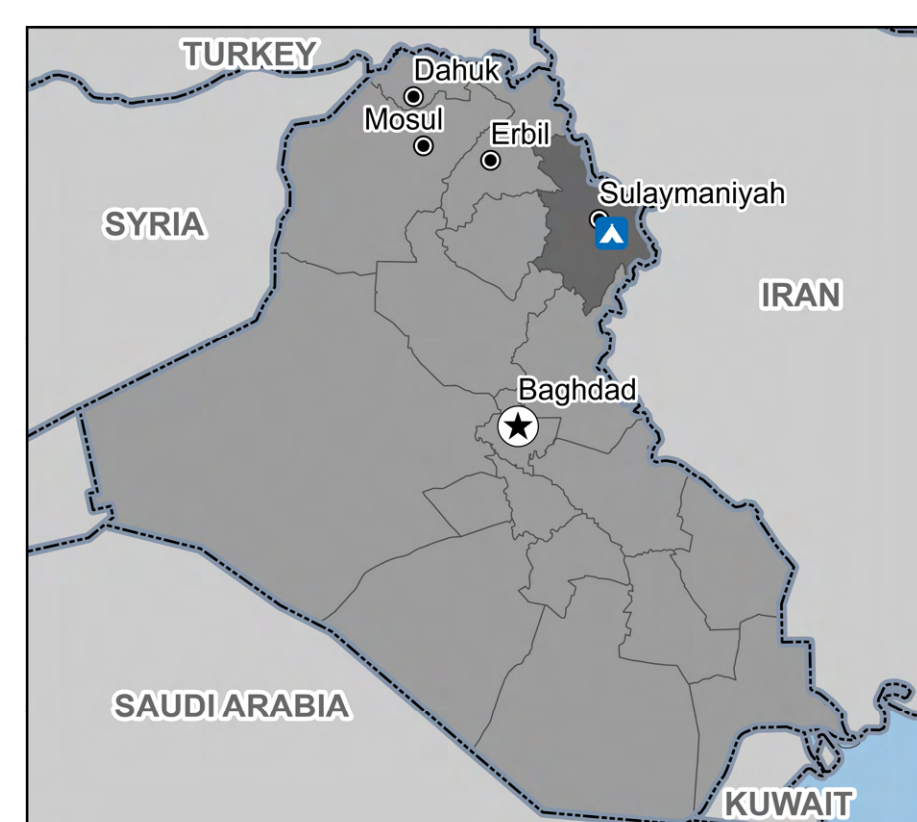 TURKEY
Dahuk
Mosul
Erbil
Sulaymaniyah
SYRIA
IRAN
Baghdad
SAUDI ARABIA
KUWAIT